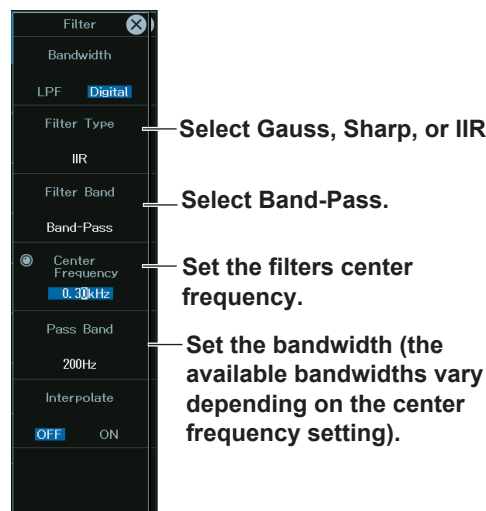 Filter
Bandwidth
LPF Digital
Filter Type
IIR
Select Gauss, Sharp, or IIR
Filter Band
Band-Pass
Select Band-Pass.
Center
Frequency
0.30kHz
Set the filters center
frequency.
Pass Band
200Hz
Set the bandwidth (the
available bandwidths vary
depending on the center
frequency setting).
Interpolate
OFF ON